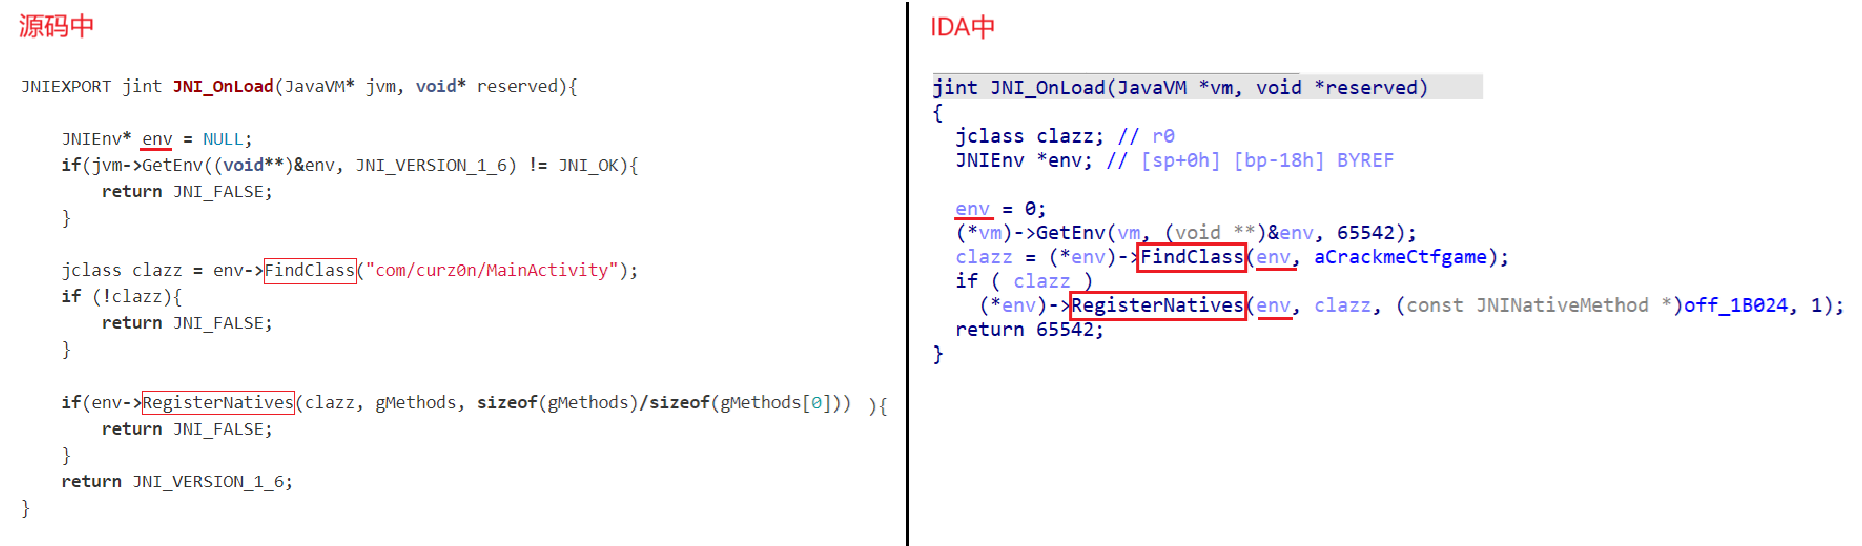 源码中
JNIEXPORT jint JNI_OnLoad(JavaVM* jvm, void* reserved){
JNIEnv* env = NULL;
if(jvm->GetEnv((void**)&env, JNI_VERSION_1_6) != JNI_OK){
return JNI_FALSE;
}
jclass clazz = env->FindClass("com/curz0n/MainActivity");
if (!clazz){
return JNI_FALSE;
}
if(env->RegisterNatives(clazz, gMethods, sizeof(gMethods)/sizeof(gMethods[0])) ){
return JNI_FALSE;
}
return JNI_VERSION_1_6;
}
IDA中
jint JNI_OnLoad(JavaVM *vm, void *reserved)
{
jclass clazz; // r0
JNIEnv *env; // [sp+0h] [bp-18h] BYREF
env = 0;
(*vm)->GetEnv(vm, (void **)&env, 65542);
clazz = (*env)->FindClass(env, aCrackmeCtfgame);
if ( clazz )
(*env)->RegisterNatives(env, clazz, (const JNINativeMethod *)off_1B024, 1);
return 65542;
}